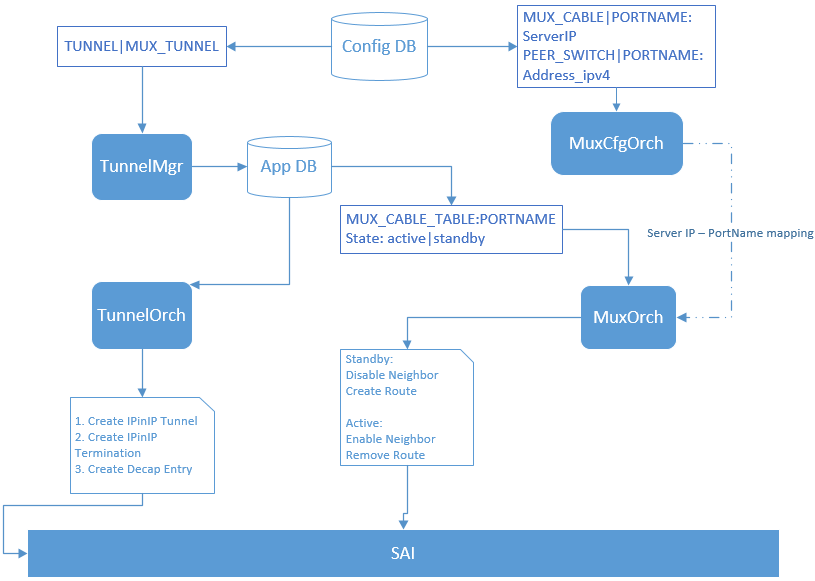 TUNNEL|MUX_TUNNEL
Config DB
MUX_CABLE|PORTNAME:
ServerIP
PEER_SWITCH|PORTNAME:
Address_ipv4
TunnelMgr
App DB
MuxCfgOrch
MUX_CABLE_TABLE:PORTNAME
State: active|standby
Server IP – PortName mapping
TunnelOrch
MuxOrch
Standby:
Disable Neighbor
Create Route
Active:
Enable Neighbor
Remove Route
1. Create IPinIP Tunnel
2. Create IPinIP
Termination
3. Create Decap Entry
SAI